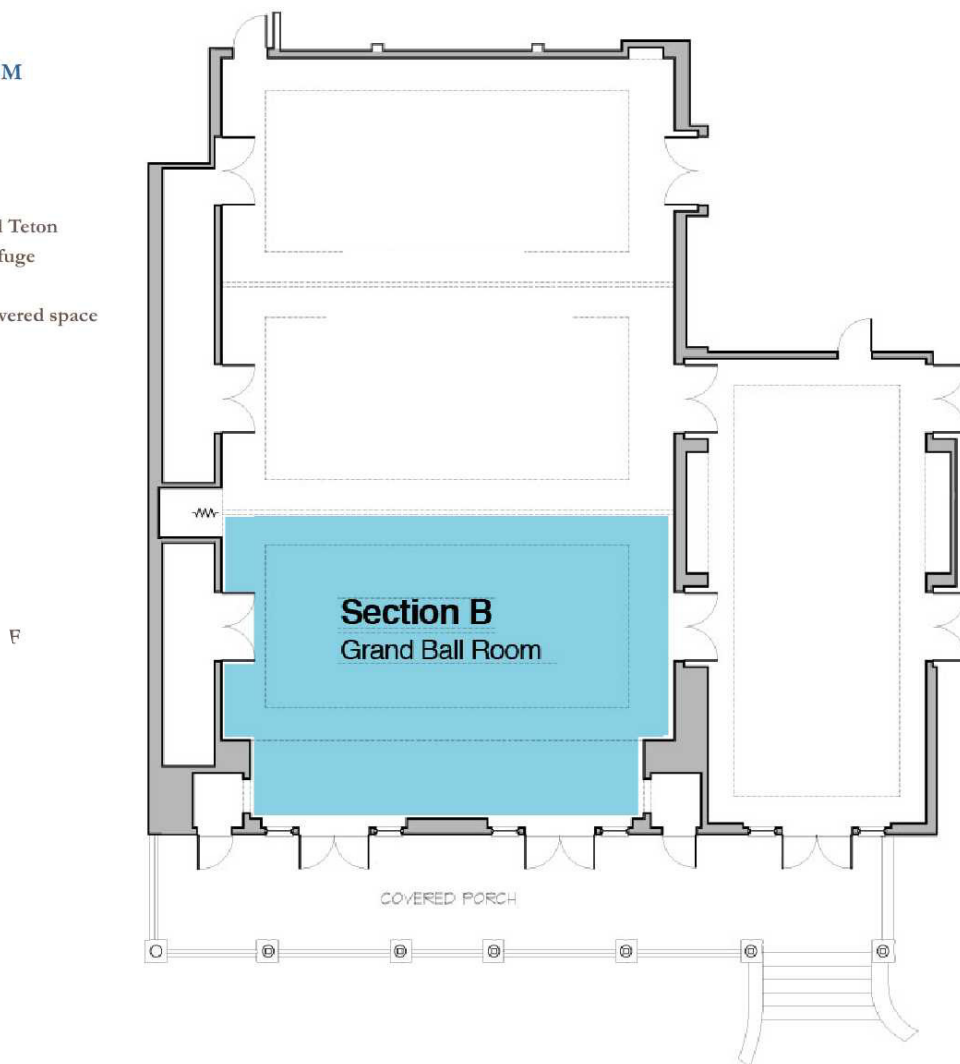 M
l Teton
fuge
vered space
F
Section B
Grand Ball Room
COVERED PORCH